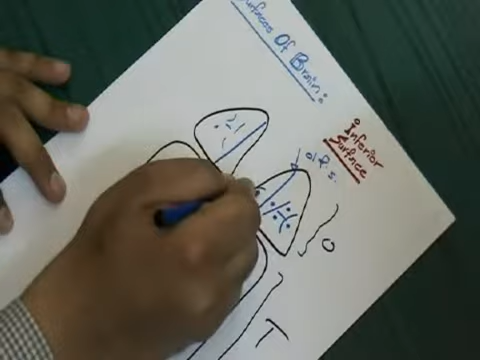 Surfaces Of Brain:
Inferior
Surface
O
T